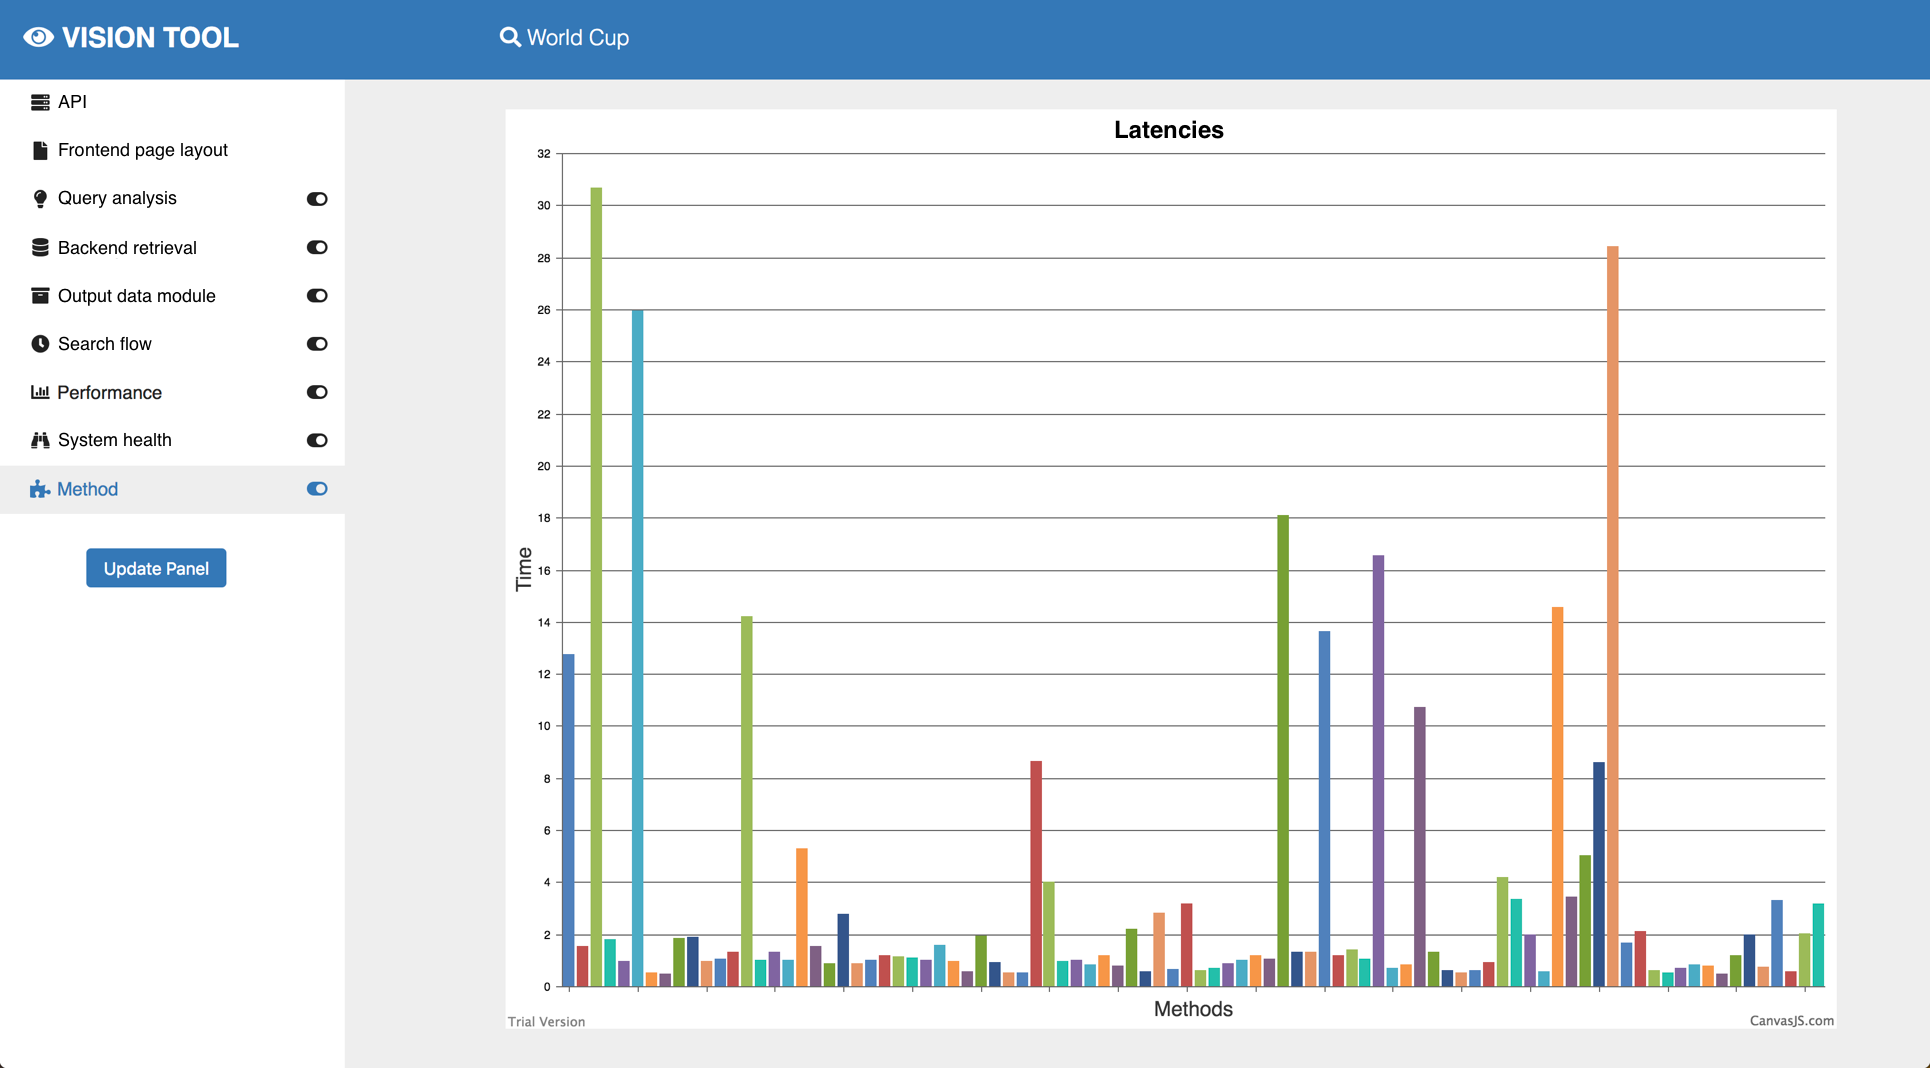 VISION TOOL
World Cup
API
Frontend page layout
Query analysis
Backend retrieval
Output data module
Search flow
Performance
System health
Method
Update Panel
Latencies
32
30
28
26
24
22
20
18
16
14
12
10
8
6
4
2
0
Time
Methods
Trial Version
CanvasJS.com